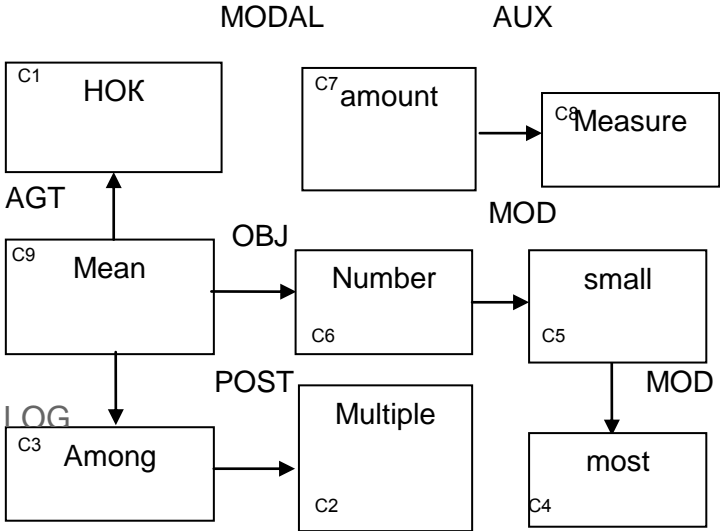 MODAL AUX
C1 НОК
C7 amount
C8 Measure
AGT
MOD
C9 Mean
OBJ
Number
C6
small
C5
POST
MOD
LOG
C3 Among
Multiple
C2
most
C4